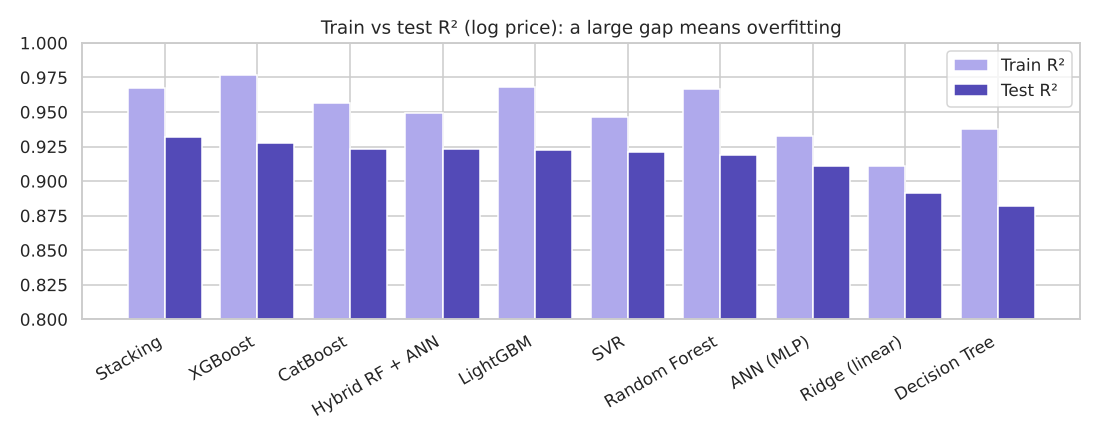 Train vs test R² (log price): a large gap means overfitting
1.000
0.975
0.950
0.925
0.900
0.875
0.850
0.825
0.800
Train R²
Test R²
Stacking
XGBoost
CatBoost
Hybrid RF + ANN
LightGBM
SVR
Random Forest
ANN (MLP)
Ridge (linear)
Decision Tree